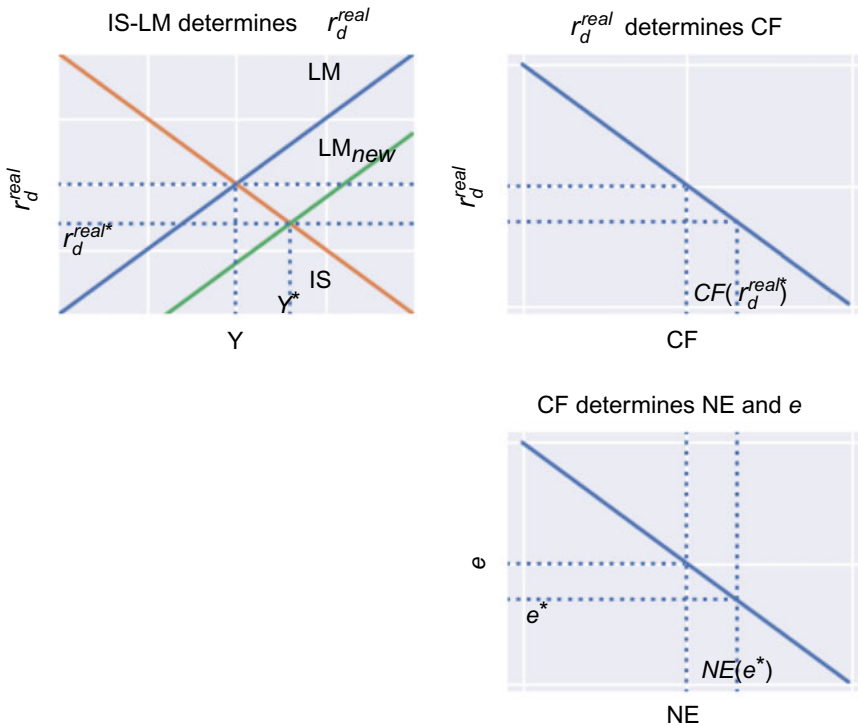 IS-LM determines r_d^real
LM
LM_new
r_d^real
r_d^real*
IS
Y*
Y
r_d^real determines CF
r_d^real
CF( r_d^real* )
CF
CF determines NE and e
e
e*
NE(e*)
NE